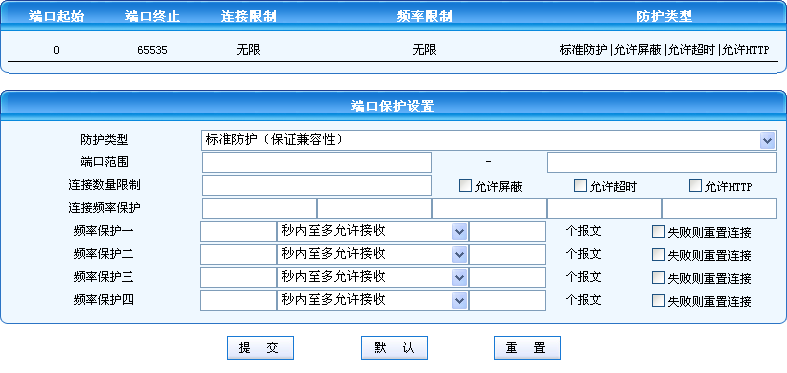 端口起始 端口终止 连接限制 频率限制 防护类型
0 65535 无限 无限 标准防护|允许屏蔽|允许超时|允许HTTP
端口保护设置
防护类型 标准防护（保证兼容性）
端口范围 -
连接数量限制 允许屏蔽 允许超时 允许HTTP
连接频率保护
频率保护一 秒内至多允许接收 个报文 失败则重置连接
频率保护二 秒内至多允许接收 个报文 失败则重置连接
频率保护三 秒内至多允许接收 个报文 失败则重置连接
频率保护四 秒内至多允许接收 个报文 失败则重置连接
提 交 默 认 重 置